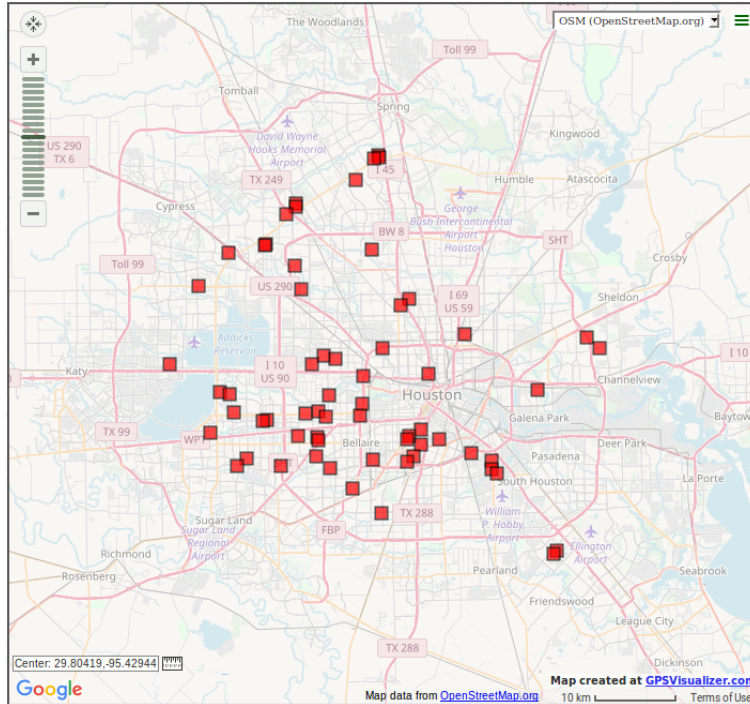 The Woodlands
OSM (OpenStreetMap.org)
Toll 99
Tomball
Spring
David Wayne
Hooks Memorial
Airport
Kingwood
US 290
TX 6
I 45
TX 249
Humble
Atascocita
Cypress
George
Bush Intercontinental
Airport
- Houston
BW 8
SHT
Crosby
Toll 99
US 290
I 69
US 59
Sheldon
Addicks
Reservoir
Katy
I 10
US 90
I 10
Channelview
Houston
Galena Park
Baytown
TX 99
WPT
Bellaire
Deer Park
Pasadena
La Porte
South Houston
Sugar Land
Sugar Land
Regional
Airport
FBP
TX 288
William
P. Hobby
Airport
Ellington
Airport
Richmond
Rosenberg
Pearland
Seabrook
Friendswood
League City
TX 288
Dickinson
Center: 29.80419,-95.42944
Map created at GPSVisualizer.com
Google
Map data from OpenStreetMap.org
10 km
Terms of Use